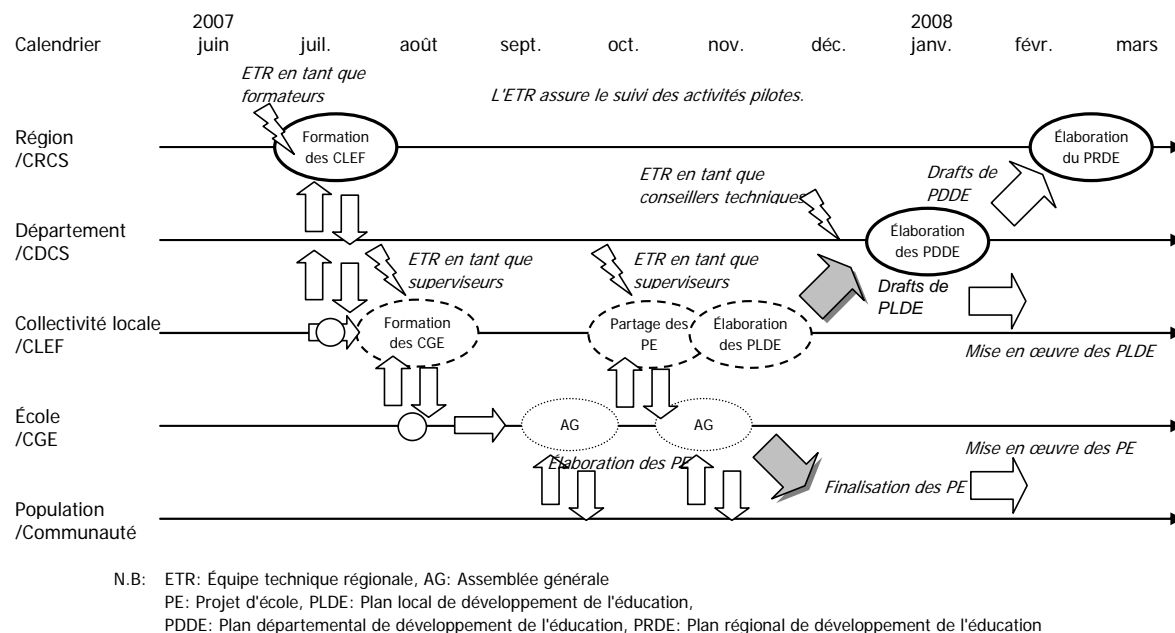 2007 2008
Calendrier juin juil. août sept. oct. nov. déc. janv. févr. mars
ETR en tant que
formateurs
L'ETR assure le suivi des activités pilotes.
Région
/CRCS
Formation
des CLEF
Élaboration
du PRDE
ETR en tant que
conseillers techniques
Drafts de
PDDE
Département
/CDCS
Élaboration
des PDDE
ETR en tant que
superviseurs
ETR en tant que
superviseurs
Drafts de
PLDE
Collectivité locale
/CLEF
Formation
des CGE
Partage des
PE
Élaboration
des PLDE
Mise en œuvre des PLDE
École
/CGE
AG
AG
Mise en œuvre des PE
Élaboration des PE
Finalisation des PE
Population
/Communauté
N.B: ETR: Équipe technique régionale, AG: Assemblée générale
PE: Projet d'école, PLDE: Plan local de développement de l'éducation,
PDDE: Plan départemental de développement de l'éducation, PRDE: Plan régional de développement de l'éducation